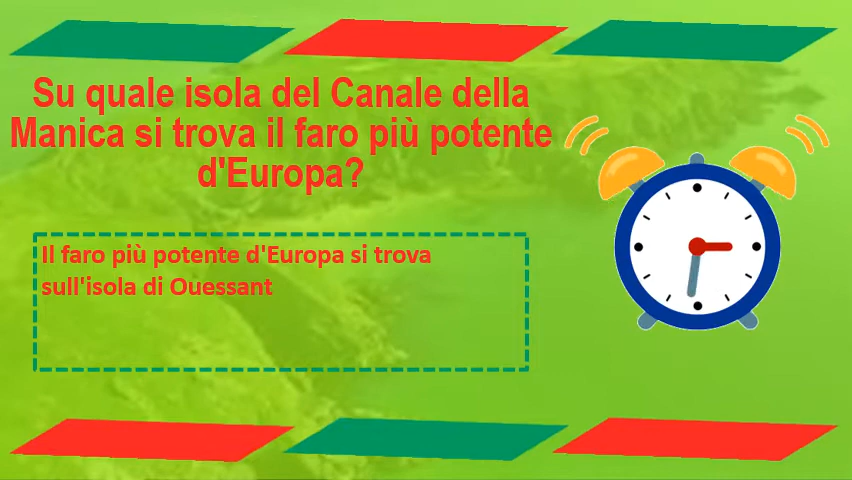 Su quale isola del Canale della
Manica si trova il faro più potente
d'Europa?
Il faro più potente d'Europa si trova
sull'isola di Ouessant